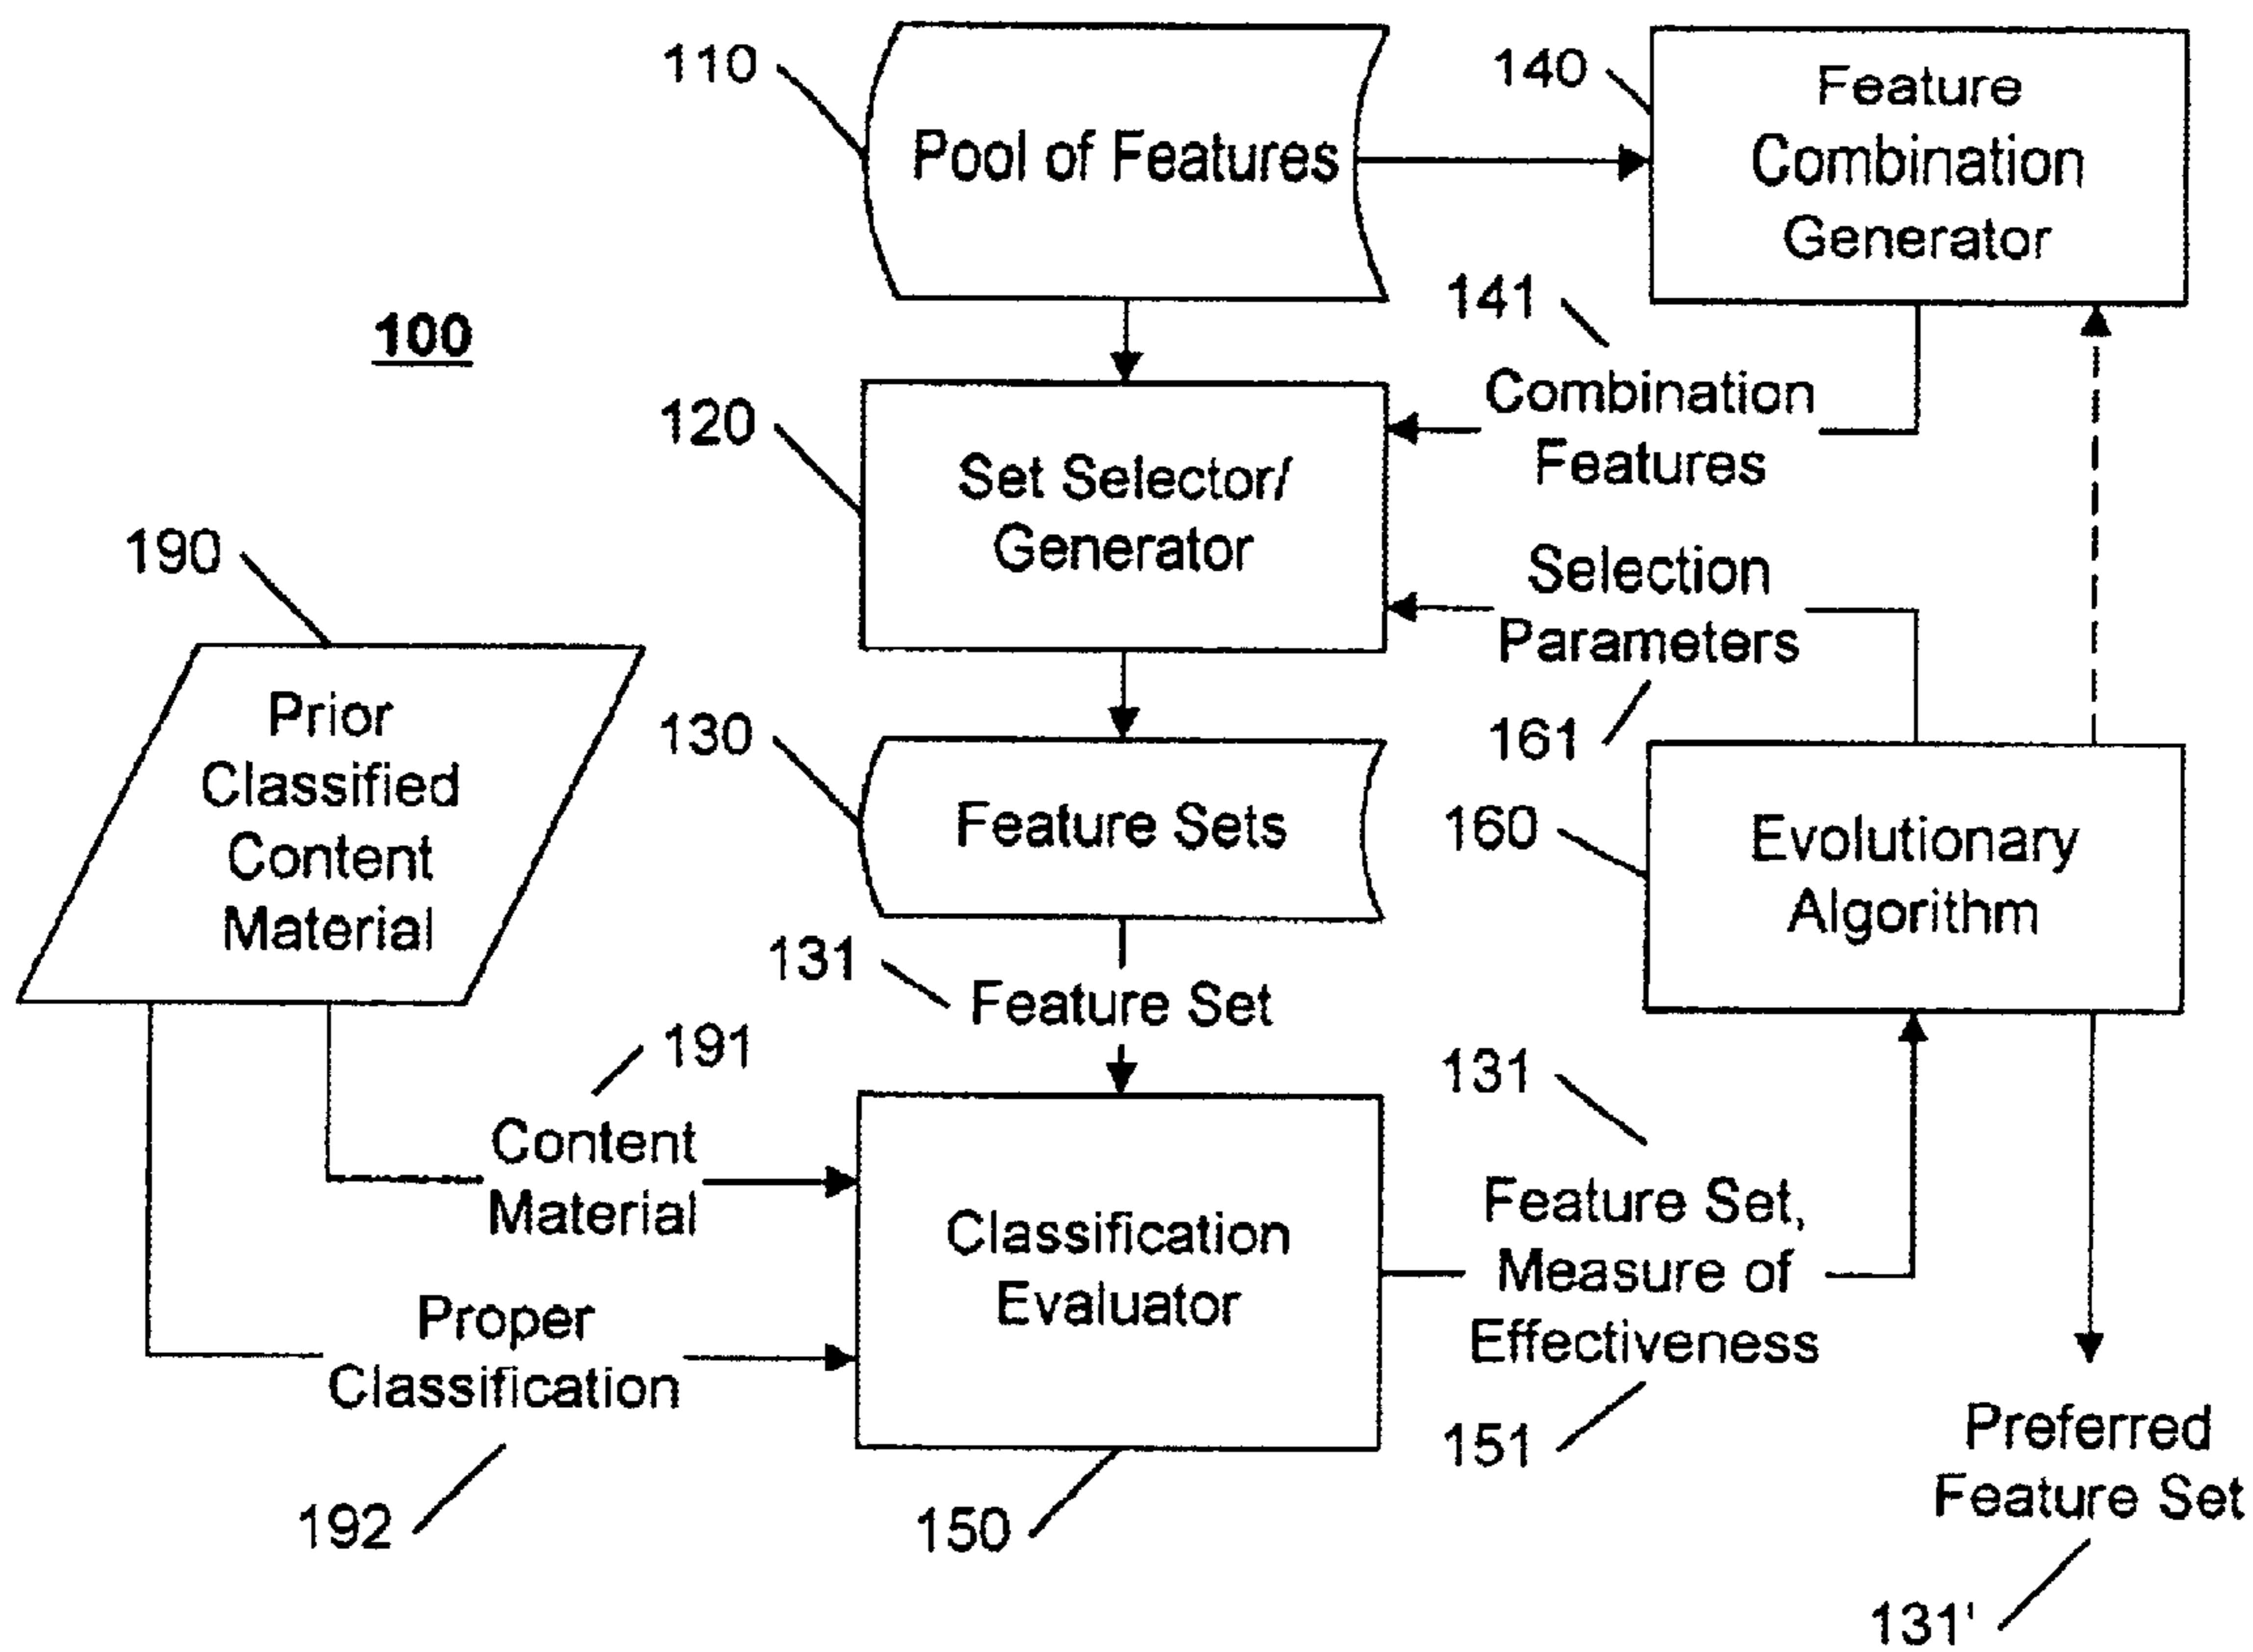 110
Pool of Features
140
Feature
Combination
Generator
100
141
Combination
Features
120
Set Selector/
Generator
Selection
Parameters
161
190
Prior
Classified
Content
Material
130
Feature Sets
160
Evolutionary
Algorithm
131
Feature Set
191
Content
Material
131
Classification
Evaluator
Feature Set,
Measure of
Effectiveness
151
Proper
Classification
192
150
Preferred
Feature Set
131'